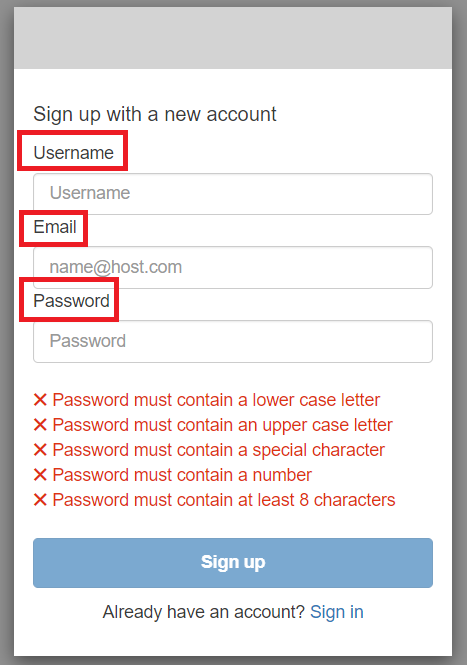 Sign up with a new account
Username
Username
Email
name@host.com
Password
Password
✕ Password must contain a lower case letter
✕ Password must contain an upper case letter
✕ Password must contain a special character
✕ Password must contain a number
✕ Password must contain at least 8 characters
Sign up
Already have an account? Sign in